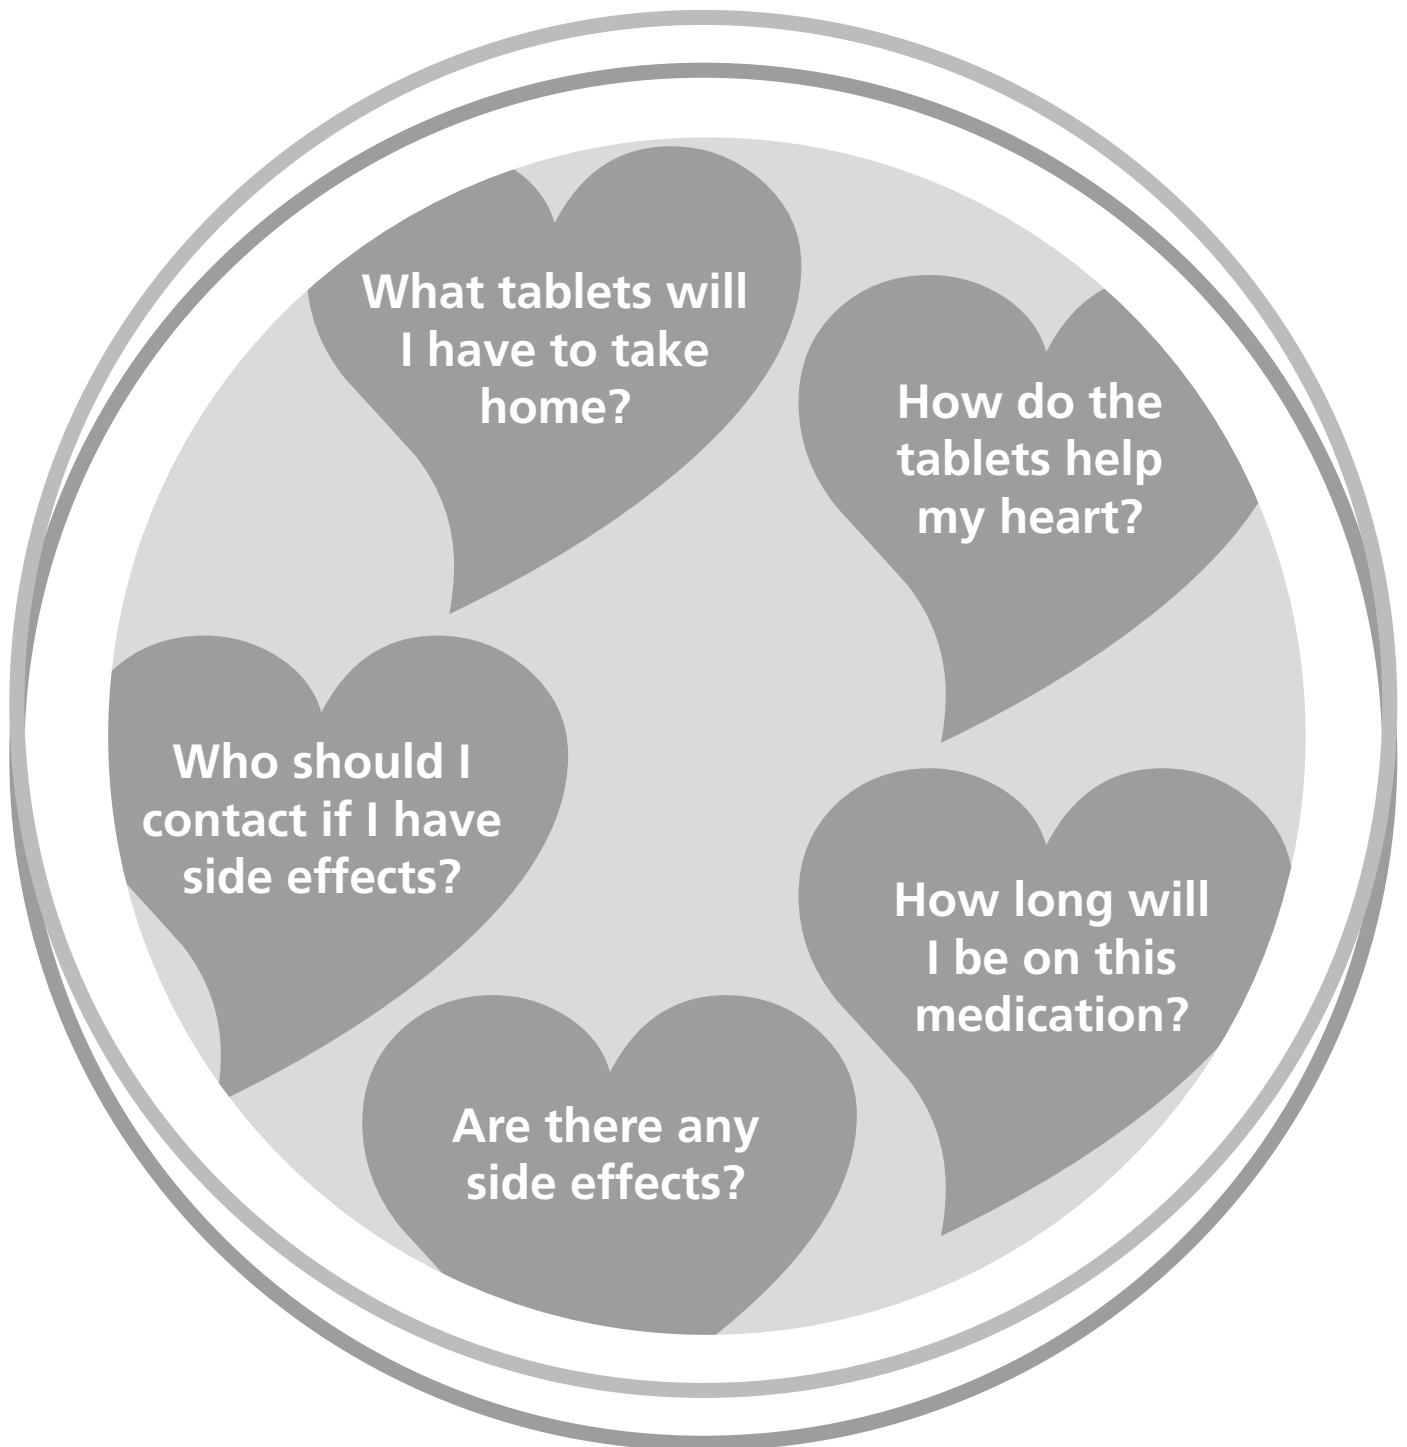 What tablets will
I have to take
home?
How do the
tablets help
my heart?
Who should I
contact if I have
side effects?
How long will
I be on this
medication?
Are there any
side effects?